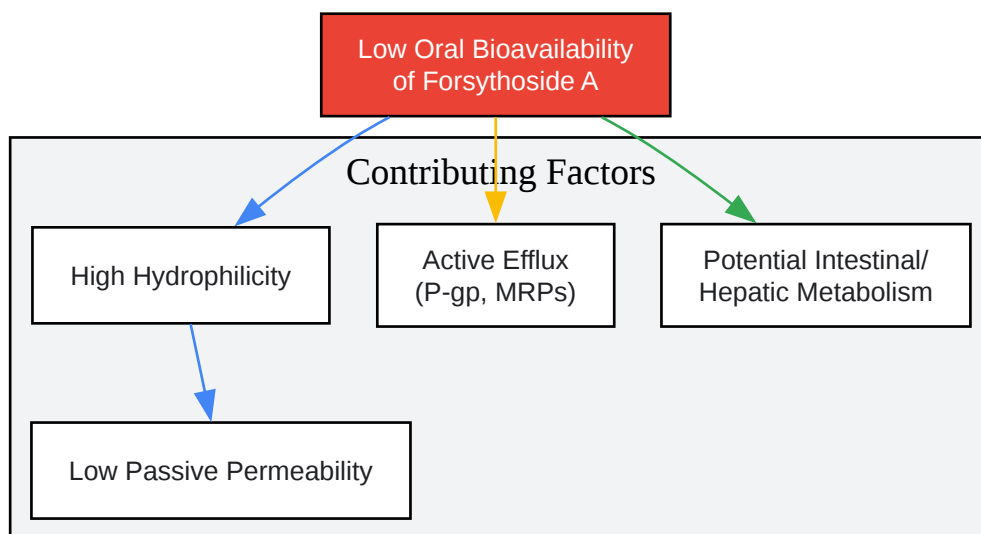 Low Oral Bioavailability
of Forsythoside A
Contributing Factors
High Hydrophilicity
Active Efflux
(P-gp, MRPs)
Potential Intestinal/
Hepatic Metabolism
Low Passive Permeability